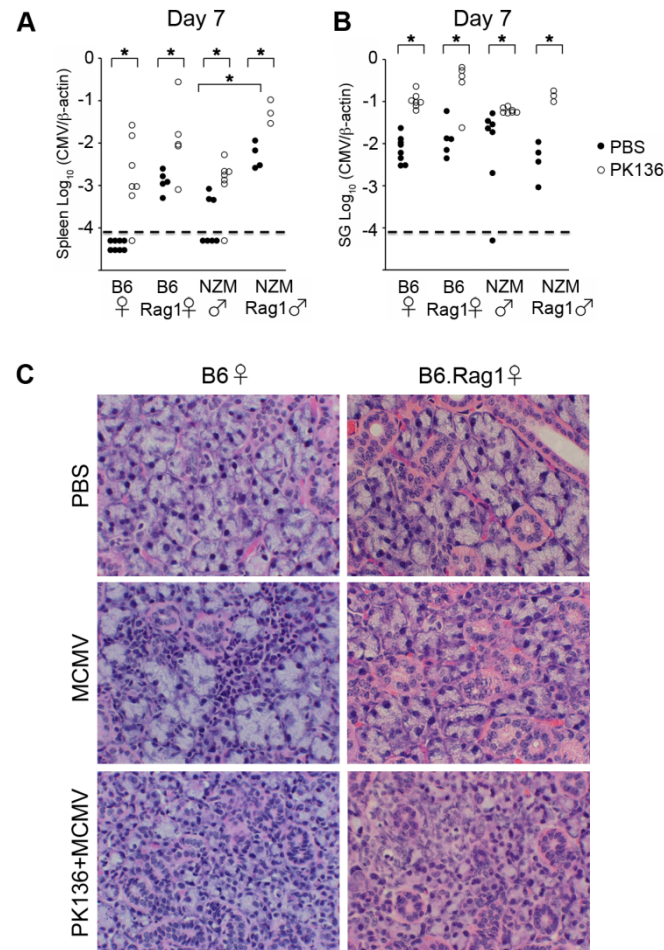 A
Day 7
Spleen Log10 (CMV/β-actin)
0
-1
-2
-3
-4
* * * *
*
B6 ♀
B6 Rag1♀
NZM ♂
NZM Rag1♂
B
Day 7
SG Log10 (CMV/β-actin)
0
-1
-2
-3
-4
* * * *
B6 ♀
B6 Rag1♀
NZM ♂
NZM Rag1♂
● PBS
○ PK136
C
B6♀
B6.Rag1♀
PBS
MCMV
PK136+MCMV